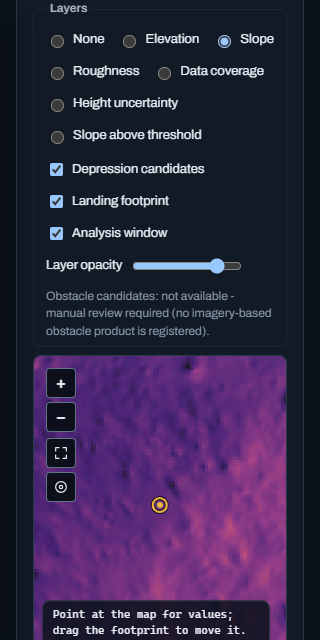 Layers
None Elevation Slope
Roughness Data coverage
Height uncertainty
Slope above threshold
Depression candidates
Landing footprint
Analysis window
Layer opacity
Obstacle candidates: not available -
manual review required (no imagery-based
obstacle product is registered).
+
−
Point at the map for values;
drag the footprint to move it.